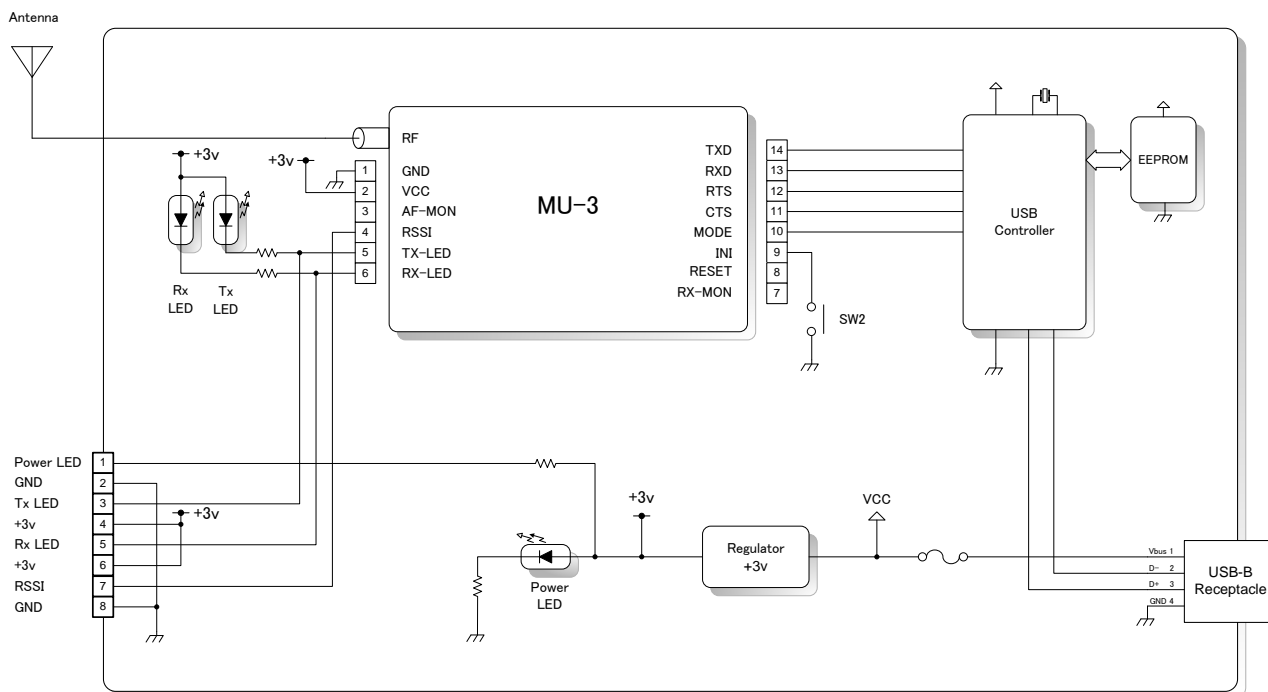 Antenna
RF
MU-3
+3v
+3v
1 GND
2 VCC
3 AF-MON
4 RSSI
5 TX-LED
6 RX-LED
TXD 14
RXD 13
RTS 12
CTS 11
MODE 10
INI 9
RESET 8
RX-MON 7
Rx
LED
Tx
LED
SW2
USB
Controller
EEPROM
Power LED 1
GND 2
Tx LED 3
+3v 4
Rx LED 5
+3v 6
RSSI 7
GND 8
+3v
Power
LED
+3v
Regulator
+3v
VCC
Vbus 1
D- 2
D+ 3
GND 4
USB-B
Receptacle